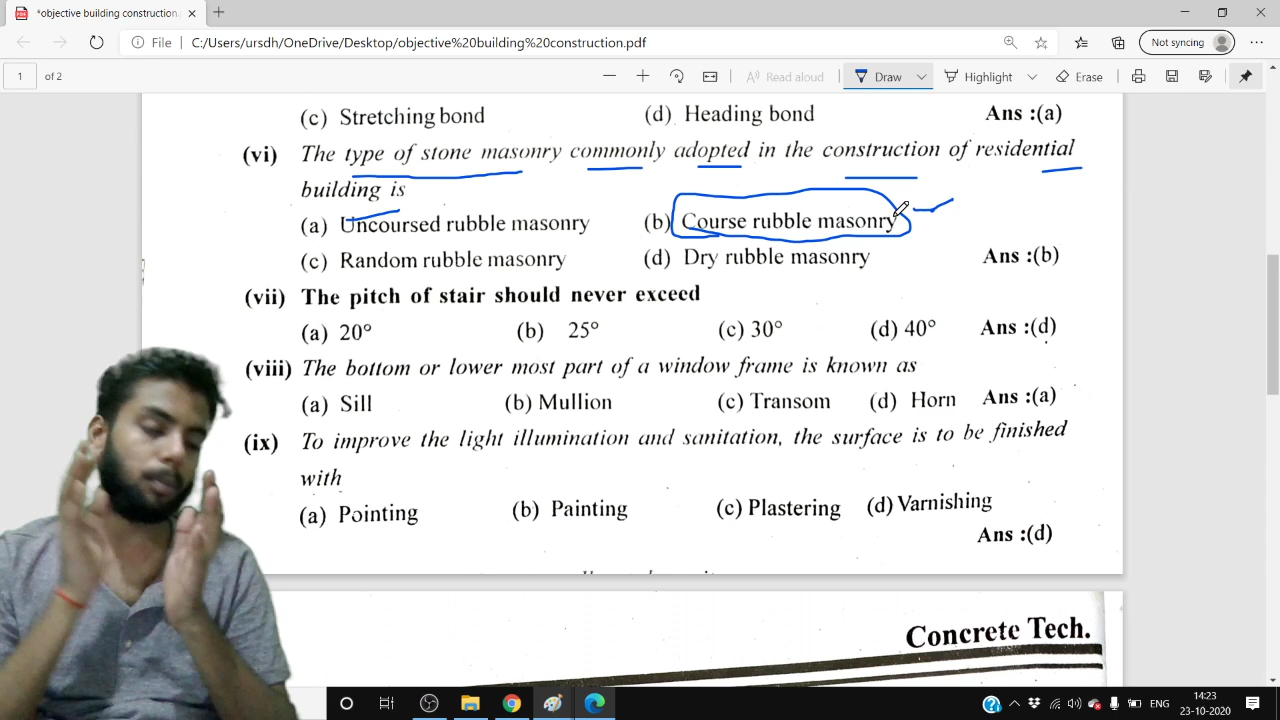 *objective building construction.
File
C:/Users/ursdh/OneDrive/Desktop/objective%20building%20construction.pdf
Not syncing
1 of 2
Read aloud
Draw
Highlight
Erase
(c) Stretching bond (d) Heading bond Ans :(a)
(vi) The type of stone masonry commonly adopted in the construction of residential
building is
(a) Uncoursed rubble masonry (b) Course rubble masonry
(c) Random rubble masonry (d) Dry rubble masonry Ans :(b)
(vii) The pitch of stair should never exceed
(a) 20° (b) 25° (c) 30° (d) 40° Ans :(d)
(viii) The bottom or lower most part of a window frame is known as
(a) Sill (b) Mullion (c) Transom (d) Horn Ans :(a)
(ix) To improve the light illumination and sanitation, the surface is to be finished
with
(a) Pointing (b) Painting (c) Plastering (d) Varnishing
Ans :(d)
Concrete Tech.
ENG
14:23
23-10-2020